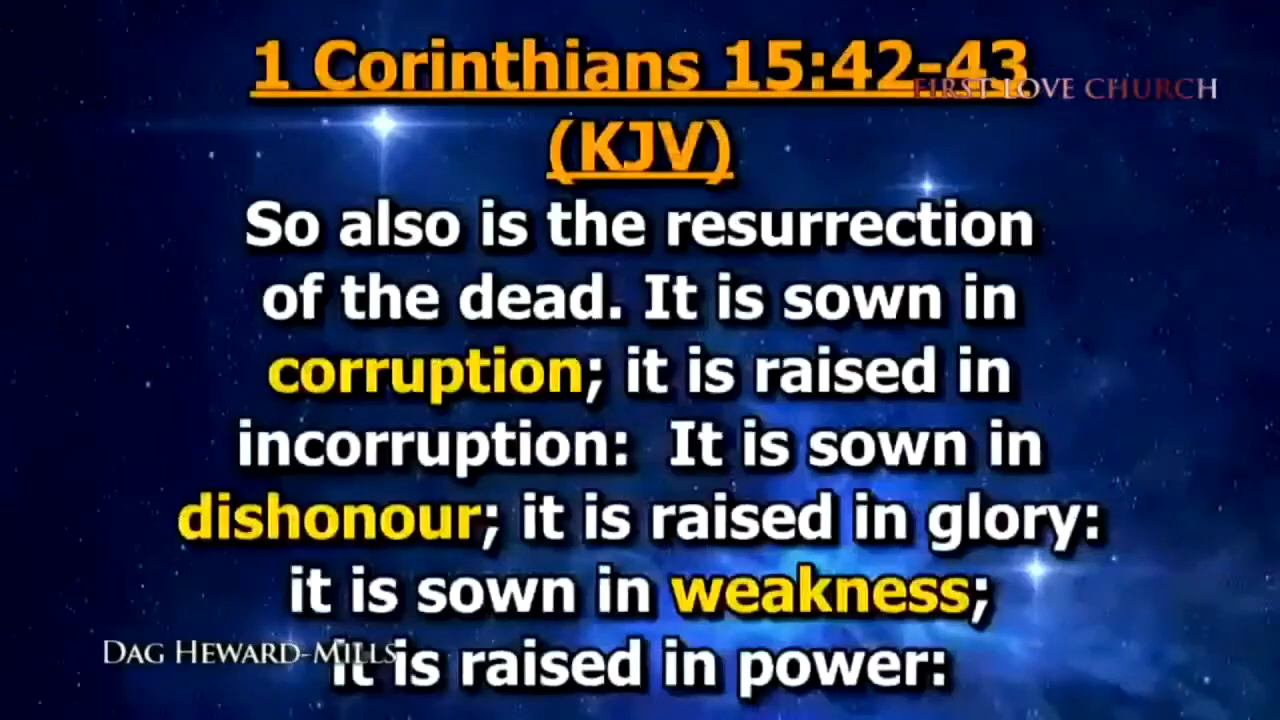 1 Corinthians 15:42-43
FIRST LOVE CHURCH
(KJV)
So also is the resurrection
of the dead. It is sown in
corruption; it is raised in
incorruption:  It is sown in
dishonour; it is raised in glory:
it is sown in weakness;
DAG HEWARD-MILLS
it is raised in power: